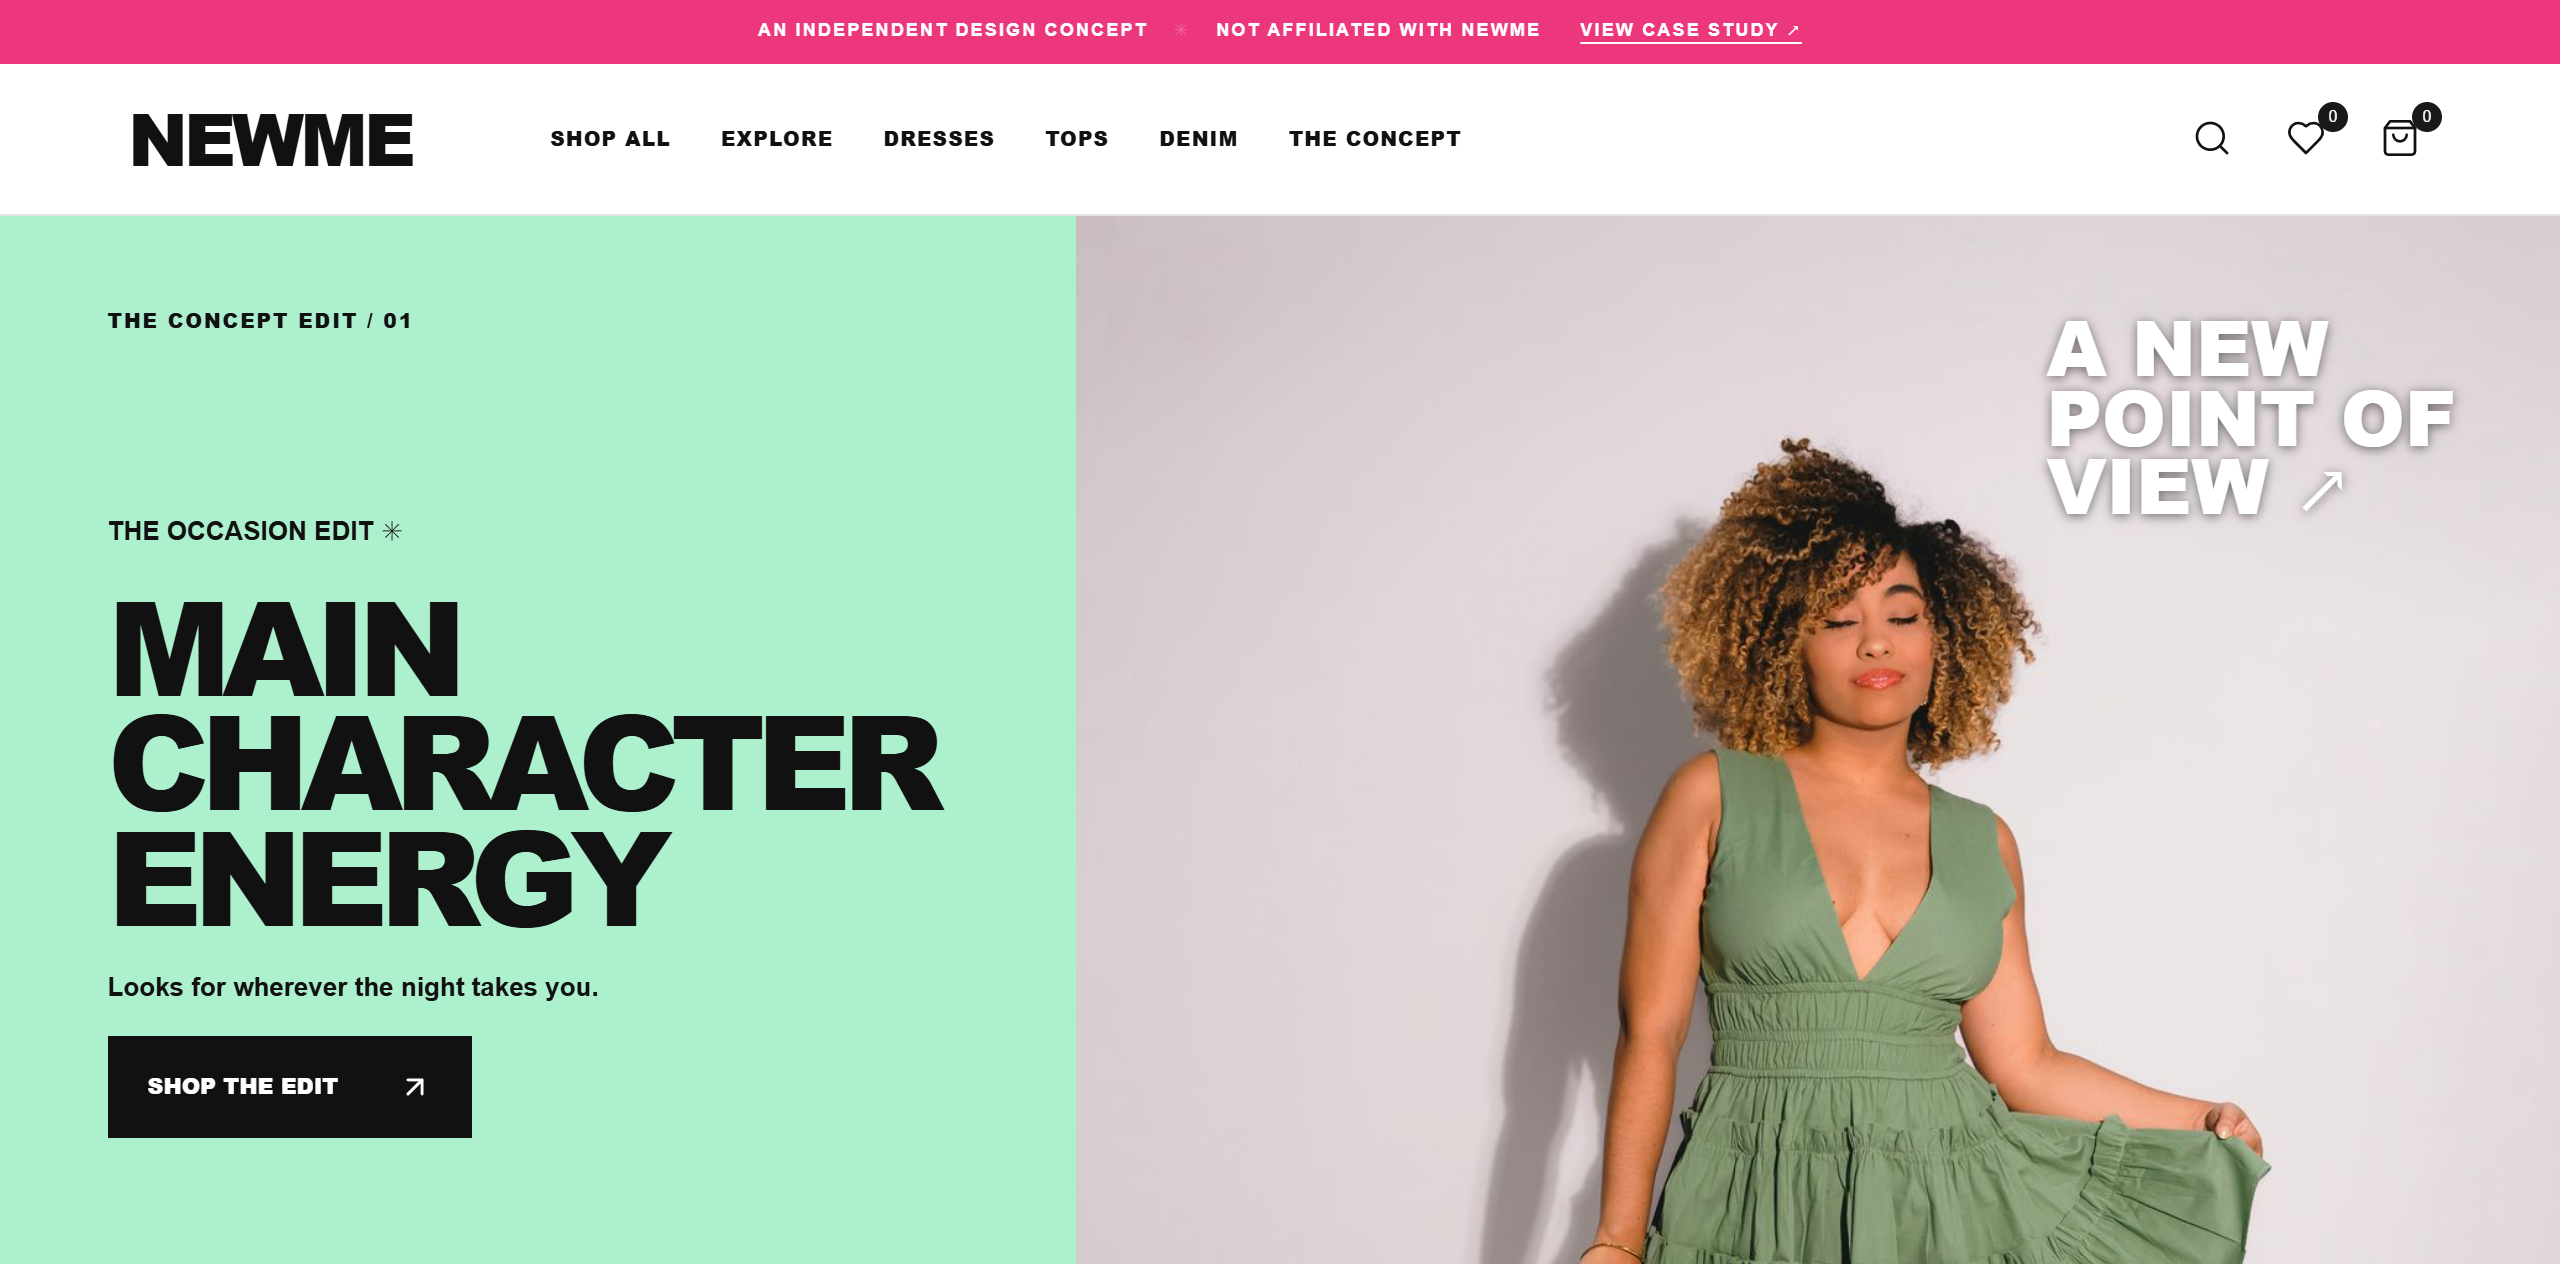 AN INDEPENDENT DESIGN CONCEPT ✳ NOT AFFILIATED WITH NEWME VIEW CASE STUDY ↗
NEWME SHOP ALL EXPLORE DRESSES TOPS DENIM THE CONCEPT 0 0
THE CONCEPT EDIT / 01
THE OCCASION EDIT ✳
MAIN
CHARACTER
ENERGY
Looks for wherever the night takes you.
SHOP THE EDIT
A NEW
POINT OF
VIEW ↗